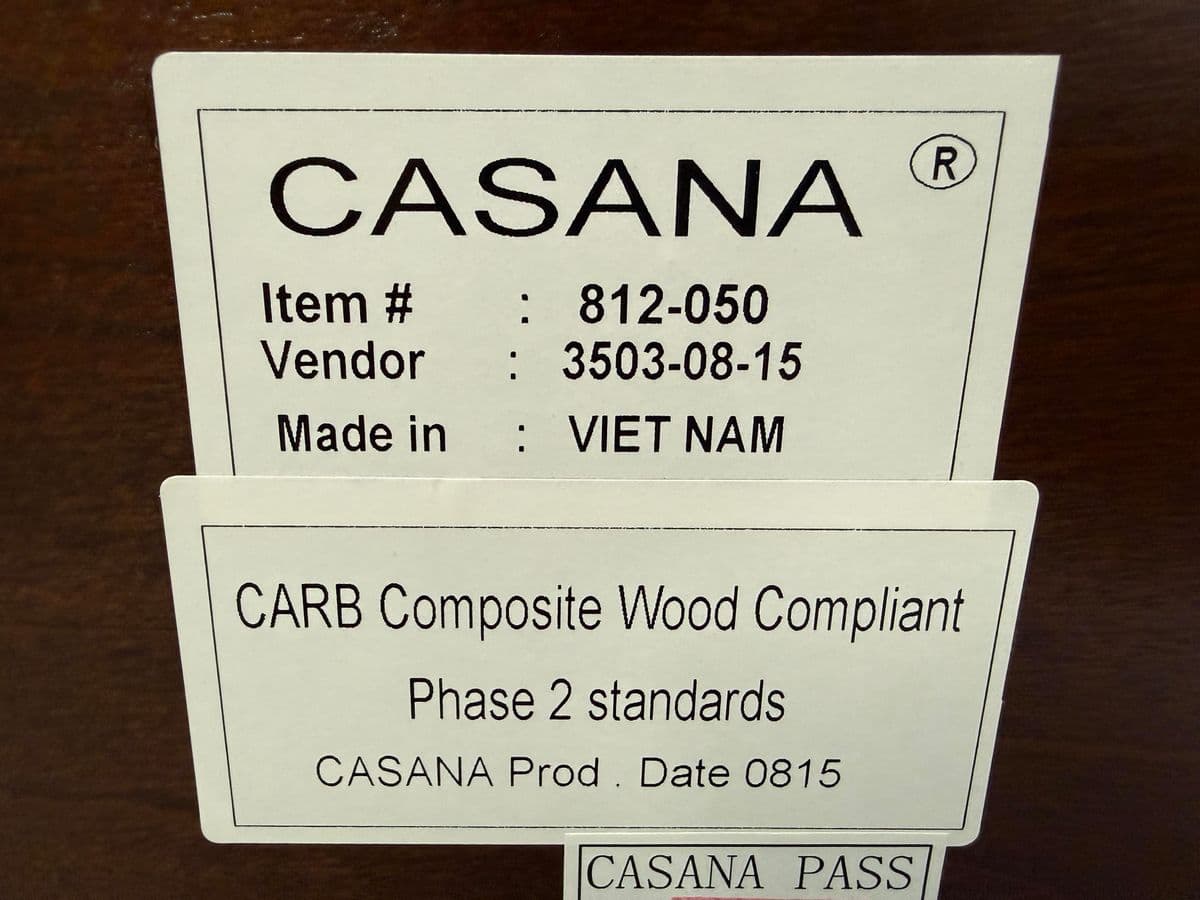 CASANA ®
Item # : 812-050
Vendor : 3503-08-15
Made in : VIET NAM
CARB Composite Wood Compliant
Phase 2 standards
CASANA Prod . Date 0815
CASANA PASS